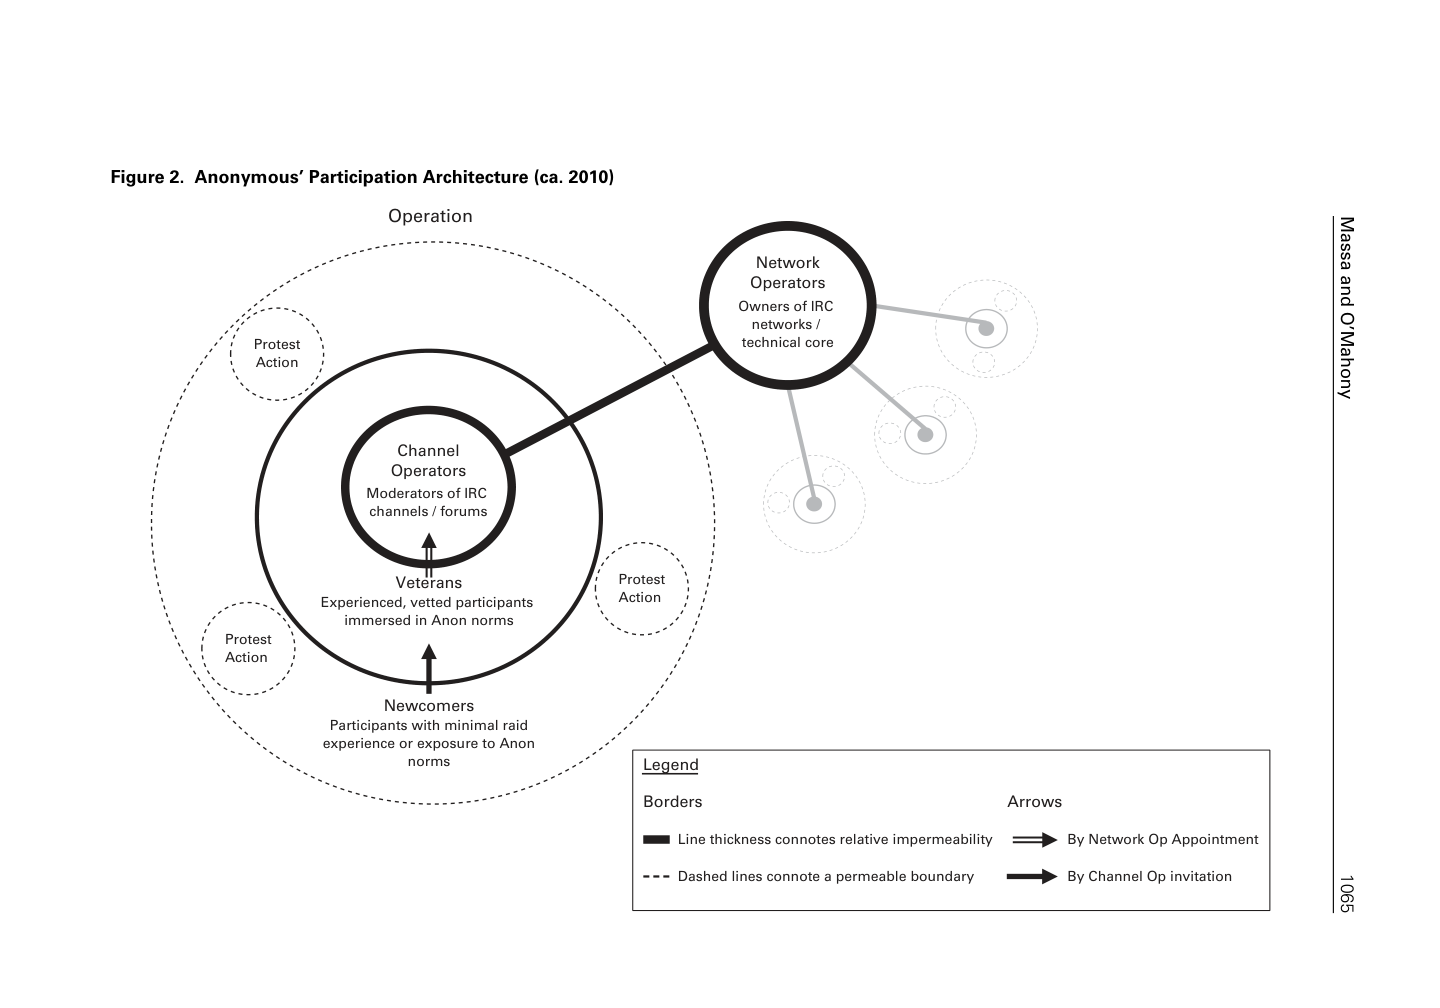 Figure 2. Anonymous’ Participation Architecture (ca. 2010)
Operation
Network
Operators
Owners of IRC
networks /
technical core
Protest
Action
Channel
Operators
Moderators of IRC
channels / forums
Veterans
Experienced, vetted participants
immersed in Anon norms
Protest
Action
Protest
Action
Newcomers
Participants with minimal raid
experience or exposure to Anon
norms
Legend
Borders
Line thickness connotes relative impermeability
Dashed lines connote a permeable boundary
Arrows
By Network Op Appointment
By Channel Op invitation
Massa and O’Mahony
1065